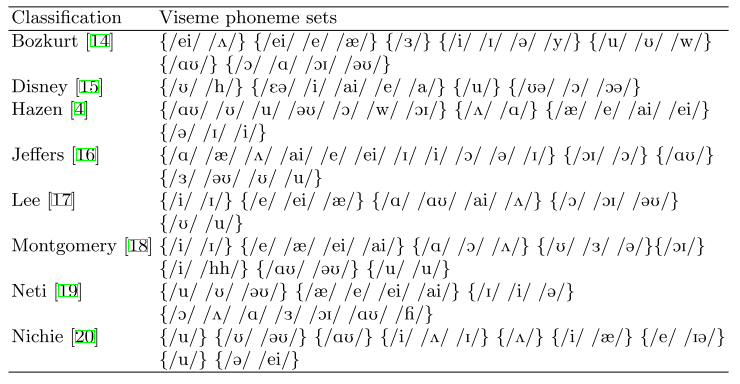 Classification Viseme phoneme sets
Bozkurt [14] {/ei/ /ʌ/} {/ei/ /e/ /æ/} {/ɜ/} {/i/ /ɪ/ /ə/ /y/} {/u/ /ʊ/ /w/}
{/ɑʊ/} {/ɔ/ /ɑ/ /ɔɪ/ /əʊ/}
Disney [15] {/ʊ/ /h/} {/ɛə/ /i/ /ai/ /e/ /a/} {/u/} {/ʊə/ /ɔ/ /ɔə/}
Hazen [4] {/ɑʊ/ /ʊ/ /u/ /əʊ/ /ɔ/ /w/ /ɔɪ/} {/ʌ/ /ɑ/} {/æ/ /e/ /ai/ /ei/}
{/ə/ /ɪ/ /i/}
Jeffers [16] {/ɑ/ /æ/ /ʌ/ /ai/ /e/ /ei/ /ɪ/ /i/ /ɔ/ /ə/ /ɪ/} {/ɔɪ/ /ɔ/} {/ɑʊ/}
{/ɜ/ /əʊ/ /ʊ/ /u/}
Lee [17] {/i/ /ɪ/} {/e/ /ei/ /æ/} {/ɑ/ /ɑʊ/ /ai/ /ʌ/} {/ɔ/ /ɔɪ/ /əʊ/}
{/ʊ/ /u/}
Montgomery [18] {/i/ /ɪ/} {/e/ /æ/ /ei/ /ai/} {/ɑ/ /ɔ/ /ʌ/} {/ʊ/ /ɜ/ /ə/}{/ɔɪ/}
{/i/ /hh/} {/ɑʊ/ /əʊ/} {/u/ /u/}
Neti [19] {/u/ /ʊ/ /əʊ/} {/æ/ /e/ /ei/ /ai/} {/ɪ/ /i/ /ə/}
{/ɔ/ /ʌ/ /ɑ/ /ɜ/ /ɔɪ/ /ɑʊ/ /ɦ/}
Nichie [20] {/u/} {/ʊ/ /əʊ/} {/ɑʊ/} {/i/ /ʌ/ /ɪ/} {/ʌ/} {/i/ /æ/} {/e/ /ɪə/}
{/u/} {/ə/ /ei/}